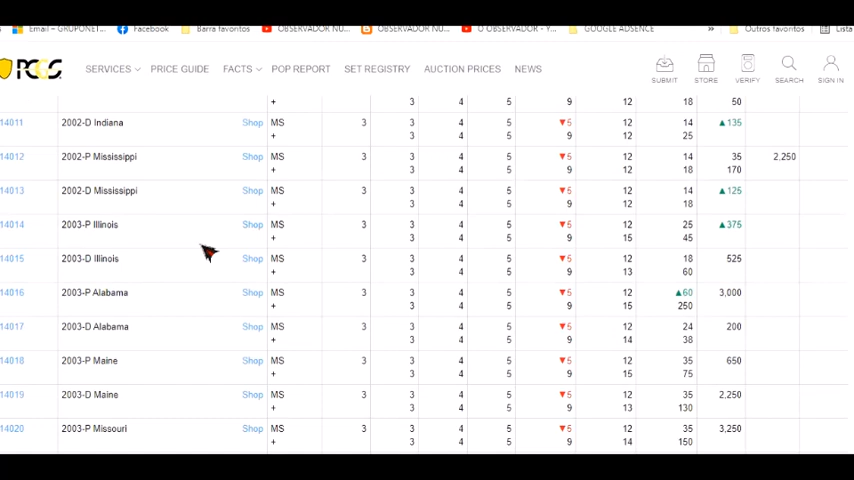 Email – GRUPONET... Facebook Barra favoritos OBSERVADOR NU... OBSERVADOR NU... O OBSERVADOR - Y... GOOGLE ADSENCE » Outros favoritos Lista
PCGS SERVICES PRICE GUIDE FACTS POP REPORT SET REGISTRY AUCTION PRICES NEWS SUBMIT STORE VERIFY SEARCH SIGN IN
+ 3 4 5 9 12 18 50
14011 2002-D Indiana Shop MS 3 3 4 5 ▼5 12 14 ▲135
+ 3 4 5 9 12 25
14012 2002-P Mississippi Shop MS 3 3 4 5 ▼5 12 14 35 2,250
+ 3 4 5 9 12 18 170
14013 2002-D Mississippi Shop MS 3 3 4 5 ▼5 12 14 ▲125
+ 3 4 5 9 12 18
14014 2003-P Illinois Shop MS 3 3 4 5 ▼5 12 25 ▲375
+ 3 4 5 9 15 45
14015 2003-D Illinois Shop MS 3 3 4 5 ▼5 12 18 525
+ 3 4 5 9 13 60
14016 2003-P Alabama Shop MS 3 3 4 5 ▼5 12 ▲60 3,000
+ 3 4 5 9 15 250
14017 2003-D Alabama Shop MS 3 3 4 5 ▼5 12 24 200
+ 3 4 5 9 14 38
14018 2003-P Maine Shop MS 3 3 4 5 ▼5 12 35 650
+ 3 4 5 9 15 75
14019 2003-D Maine Shop MS 3 3 4 5 ▼5 12 35 2,250
+ 3 4 5 9 13 130
14020 2003-P Missouri Shop MS 3 3 4 5 ▼5 12 35 3,250
+ 3 4 5 9 14 150